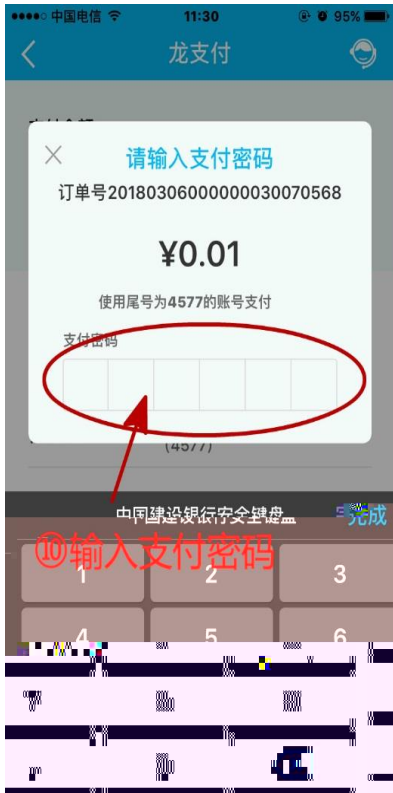 中国电信 11:30 95%
龙支付
请输入支付密码
订单号20180306000000030070568
¥0.01
使用尾号为4577的账号支付
支付密码
(4577)
中国建设银行安全键盘 完成
⑩输入支付密码
1 2 3
4 5 6